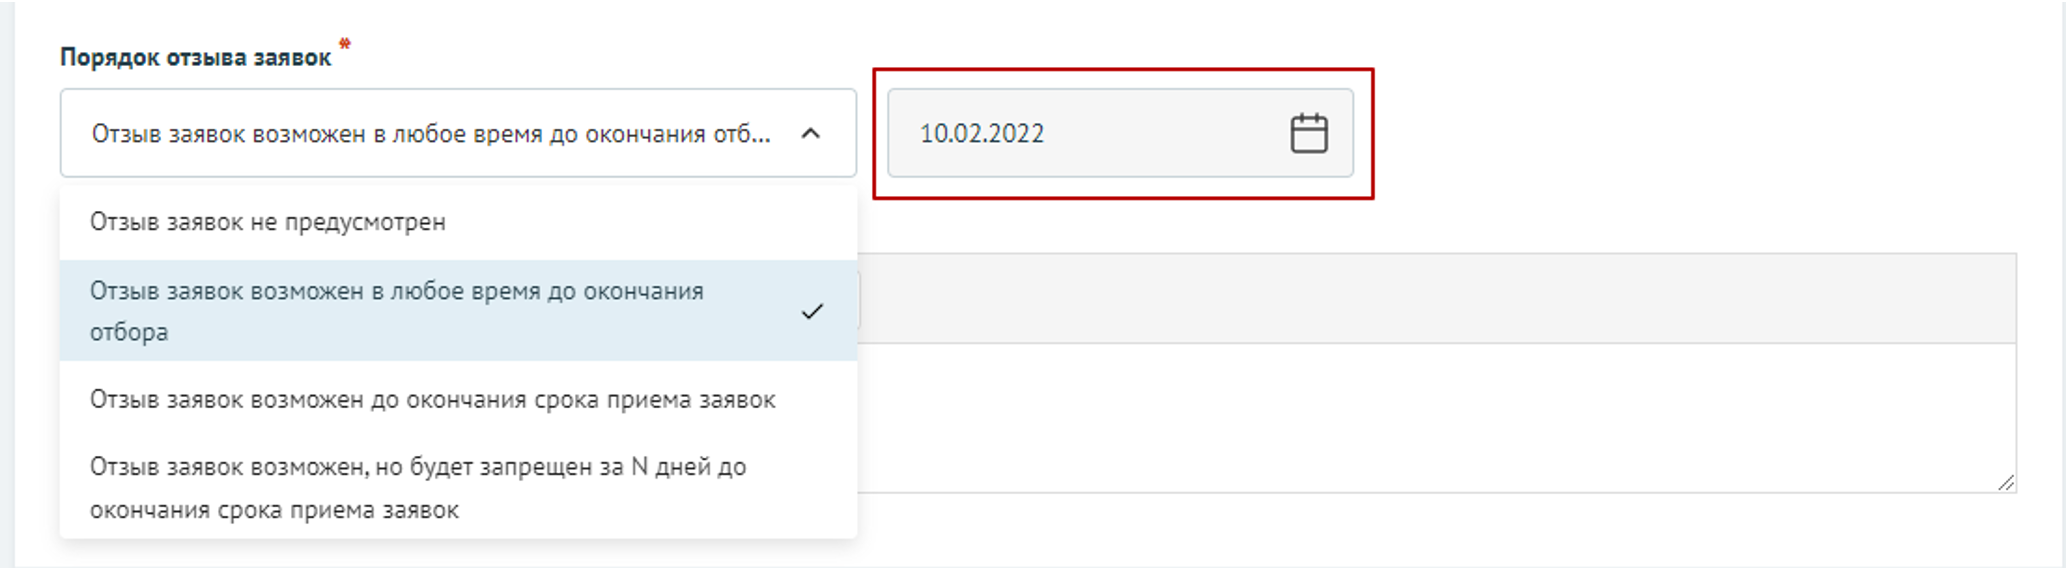 Порядок отзыва заявок *
Отзыв заявок возможен в любое время до окончания отб...
10.02.2022
Отзыв заявок не предусмотрен
Отзыв заявок возможен в любое время до окончания
отбора
Отзыв заявок возможен до окончания срока приема заявок
Отзыв заявок возможен, но будет запрещен за N дней до
окончания срока приема заявок